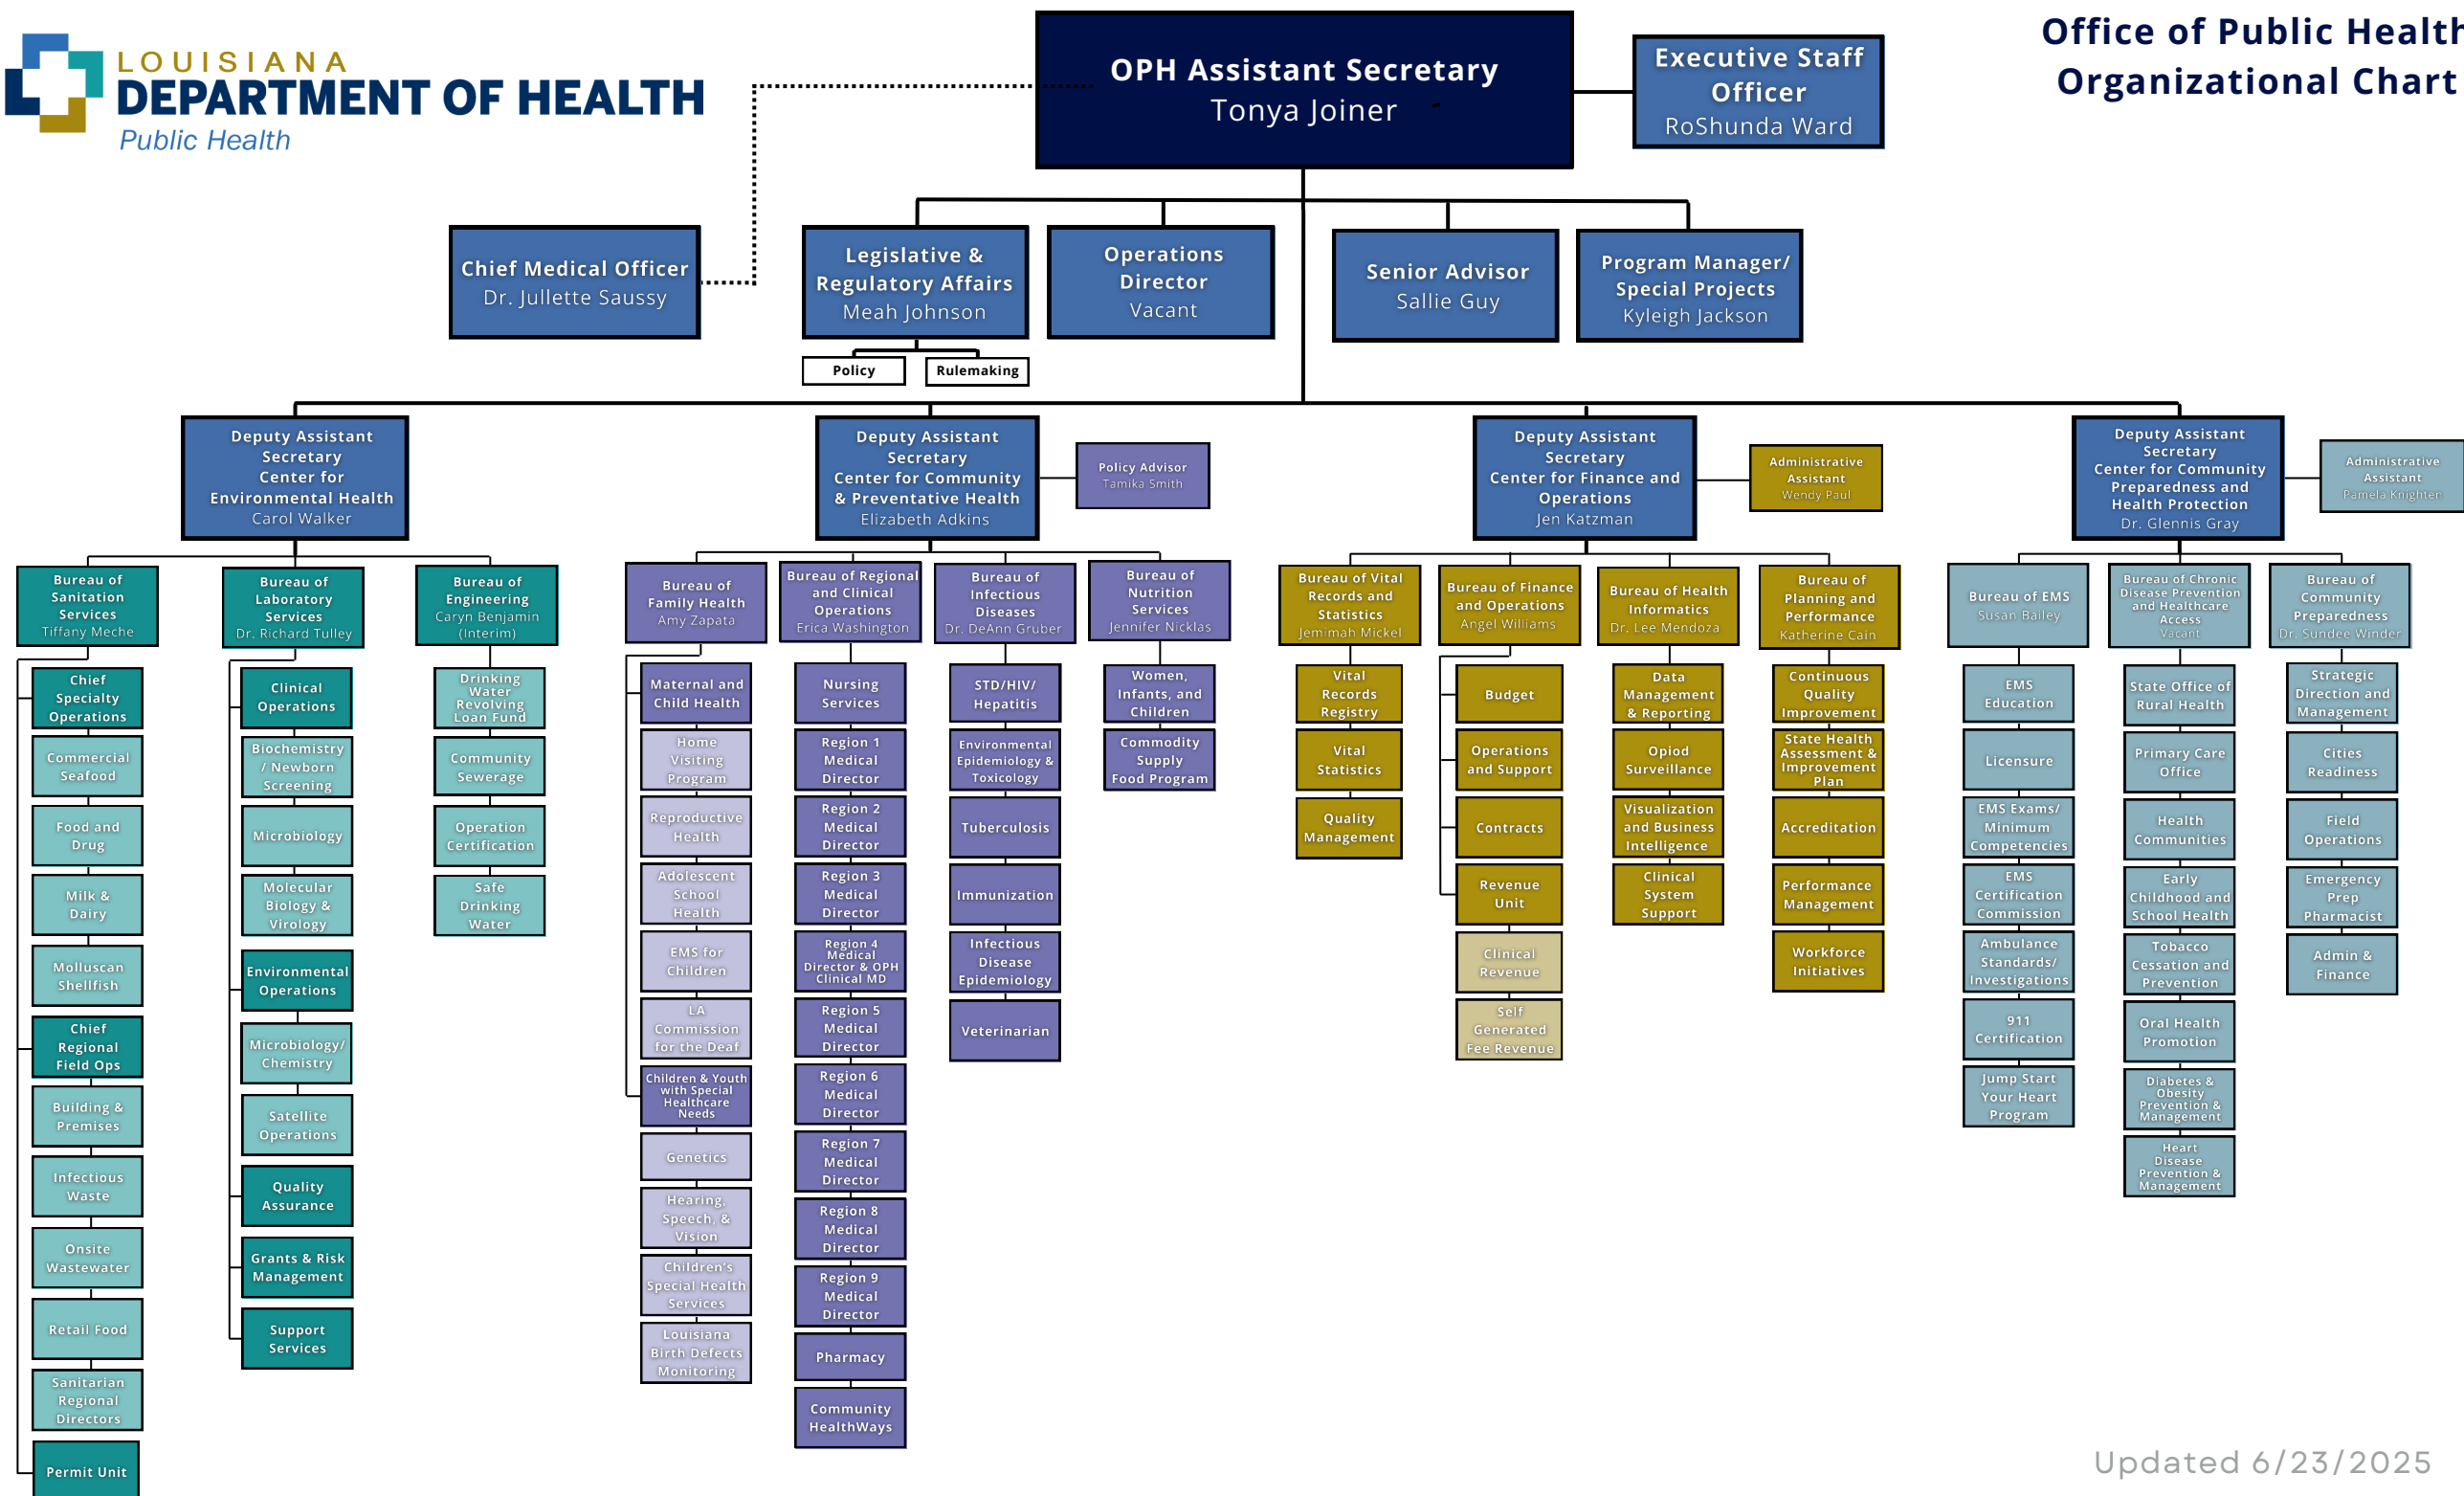 LOUISIANA
DEPARTMENT OF HEALTH
Public Health
OPH Assistant Secretary
Tonya Joiner
Executive Staff
Officer
RoShunda Ward
Office of Public Health
Organizational Chart
Chief Medical Officer
Dr. Jullette Saussy
Legislative &
Regulatory Affairs
Meah Johnson
Operations
Director
Vacant
Senior Advisor
Sallie Guy
Program Manager/
Special Projects
Kyleigh Jackson
Policy
Rulemaking
Deputy Assistant
Secretary
Center for
Environmental Health
Carol Walker
Deputy Assistant
Secretary
Center for Community
& Preventative Health
Elizabeth Adkins
Policy Advisor
Tamika Smith
Deputy Assistant
Secretary
Center for Finance and
Operations
Jen Katzman
Administrative
Assistant
Wendy Paul
Deputy Assistant
Secretary
Center for Community
Preparedness and
Health Protection
Dr. Glennis Gray
Administrative
Assistant
Pamela Knighten
Bureau of
Sanitation
Services
Tiffany Meche
Chief
Specialty
Operations
Commercial
Seafood
Food and
Drug
Milk &
Dairy
Molluscan
Shellfish
Chief
Regional
Field Ops
Building &
Premises
Infectious
Waste
Onsite
Wastewater
Retail Food
Sanitarian
Regional
Directors
Permit Unit
Bureau of
Laboratory
Services
Dr. Richard Tulley
Clinical
Operations
Biochemistry
/ Newborn
Screening
Microbiology
Molecular
Biology &
Virology
Environmental
Operations
Microbiology/
Chemistry
Satellite
Operations
Quality
Assurance
Grants & Risk
Management
Support
Services
Bureau of
Engineering
Caryn Benjamin
(Interim)
Drinking
Water
Revolving
Loan Fund
Community
Sewerage
Operation
Certification
Safe
Drinking
Water
Bureau of
Family Health
Amy Zapata
Maternal and
Child Health
Home
Visiting
Program
Reproductive
Health
Adolescent
School
Health
EMS for
Children
LA
Commission
for the Deaf
Children & Youth
with Special
Healthcare
Needs
Genetics
Hearing,
Speech, &
Vision
Children's
Special Health
Services
Louisiana
Birth Defects
Monitoring
Bureau of Regional
and Clinical
Operations
Erica Washington
Nursing
Services
Region 1
Medical
Director
Region 2
Medical
Director
Region 3
Medical
Director
Region 4
Medical
Director & OPH
Clinical MD
Region 5
Medical
Director
Region 6
Medical
Director
Region 7
Medical
Director
Region 8
Medical
Director
Region 9
Medical
Director
Pharmacy
Community
HealthWays
Bureau of
Infectious
Diseases
Dr. DeAnn Gruber
STD/HIV/
Hepatitis
Environmental
Epidemiology &
Toxicology
Tuberculosis
Immunization
Infectious
Disease
Epidemiology
Veterinarian
Bureau of
Nutrition
Services
Jennifer Nicklas
Women,
Infants, and
Children
Commodity
Supply
Food Program
Bureau of Vital
Records and
Statistics
Jemimah Mickel
Vital
Records
Registry
Vital
Statistics
Quality
Management
Bureau of Finance
and Operations
Angel Williams
Budget
Operations
and Support
Contracts
Revenue
Unit
Clinical
Revenue
Self
Generated
Fee Revenue
Bureau of Health
Informatics
Dr. Lee Mendoza
Data
Management
& Reporting
Opiod
Surveillance
Visualization
and Business
Intelligence
Clinical
System
Support
Bureau of
Planning and
Performance
Katherine Cain
Continuous
Quality
Improvement
State Health
Assessment &
Improvement
Plan
Accreditation
Performance
Management
Workforce
Initiatives
Bureau of EMS
Susan Bailey
EMS
Education
Licensure
EMS Exams/
Minimum
Competencies
EMS
Certification
Commission
Ambulance
Standards/
Investigations
911
Certification
Jump Start
Your Heart
Program
Bureau of Chronic
Disease Prevention
and Healthcare
Access
Vacant
State Office of
Rural Health
Primary Care
Office
Health
Communities
Early
Childhood and
School Health
Tobacco
Cessation and
Prevention
Oral Health
Promotion
Diabetes &
Obesity
Prevention &
Management
Heart
Disease
Prevention &
Management
Bureau of
Community
Preparedness
Dr. Sundee Winder
Strategic
Direction and
Management
Cities
Readiness
Field
Operations
Emergency
Prep
Pharmacist
Admin &
Finance
Updated 6/23/2025